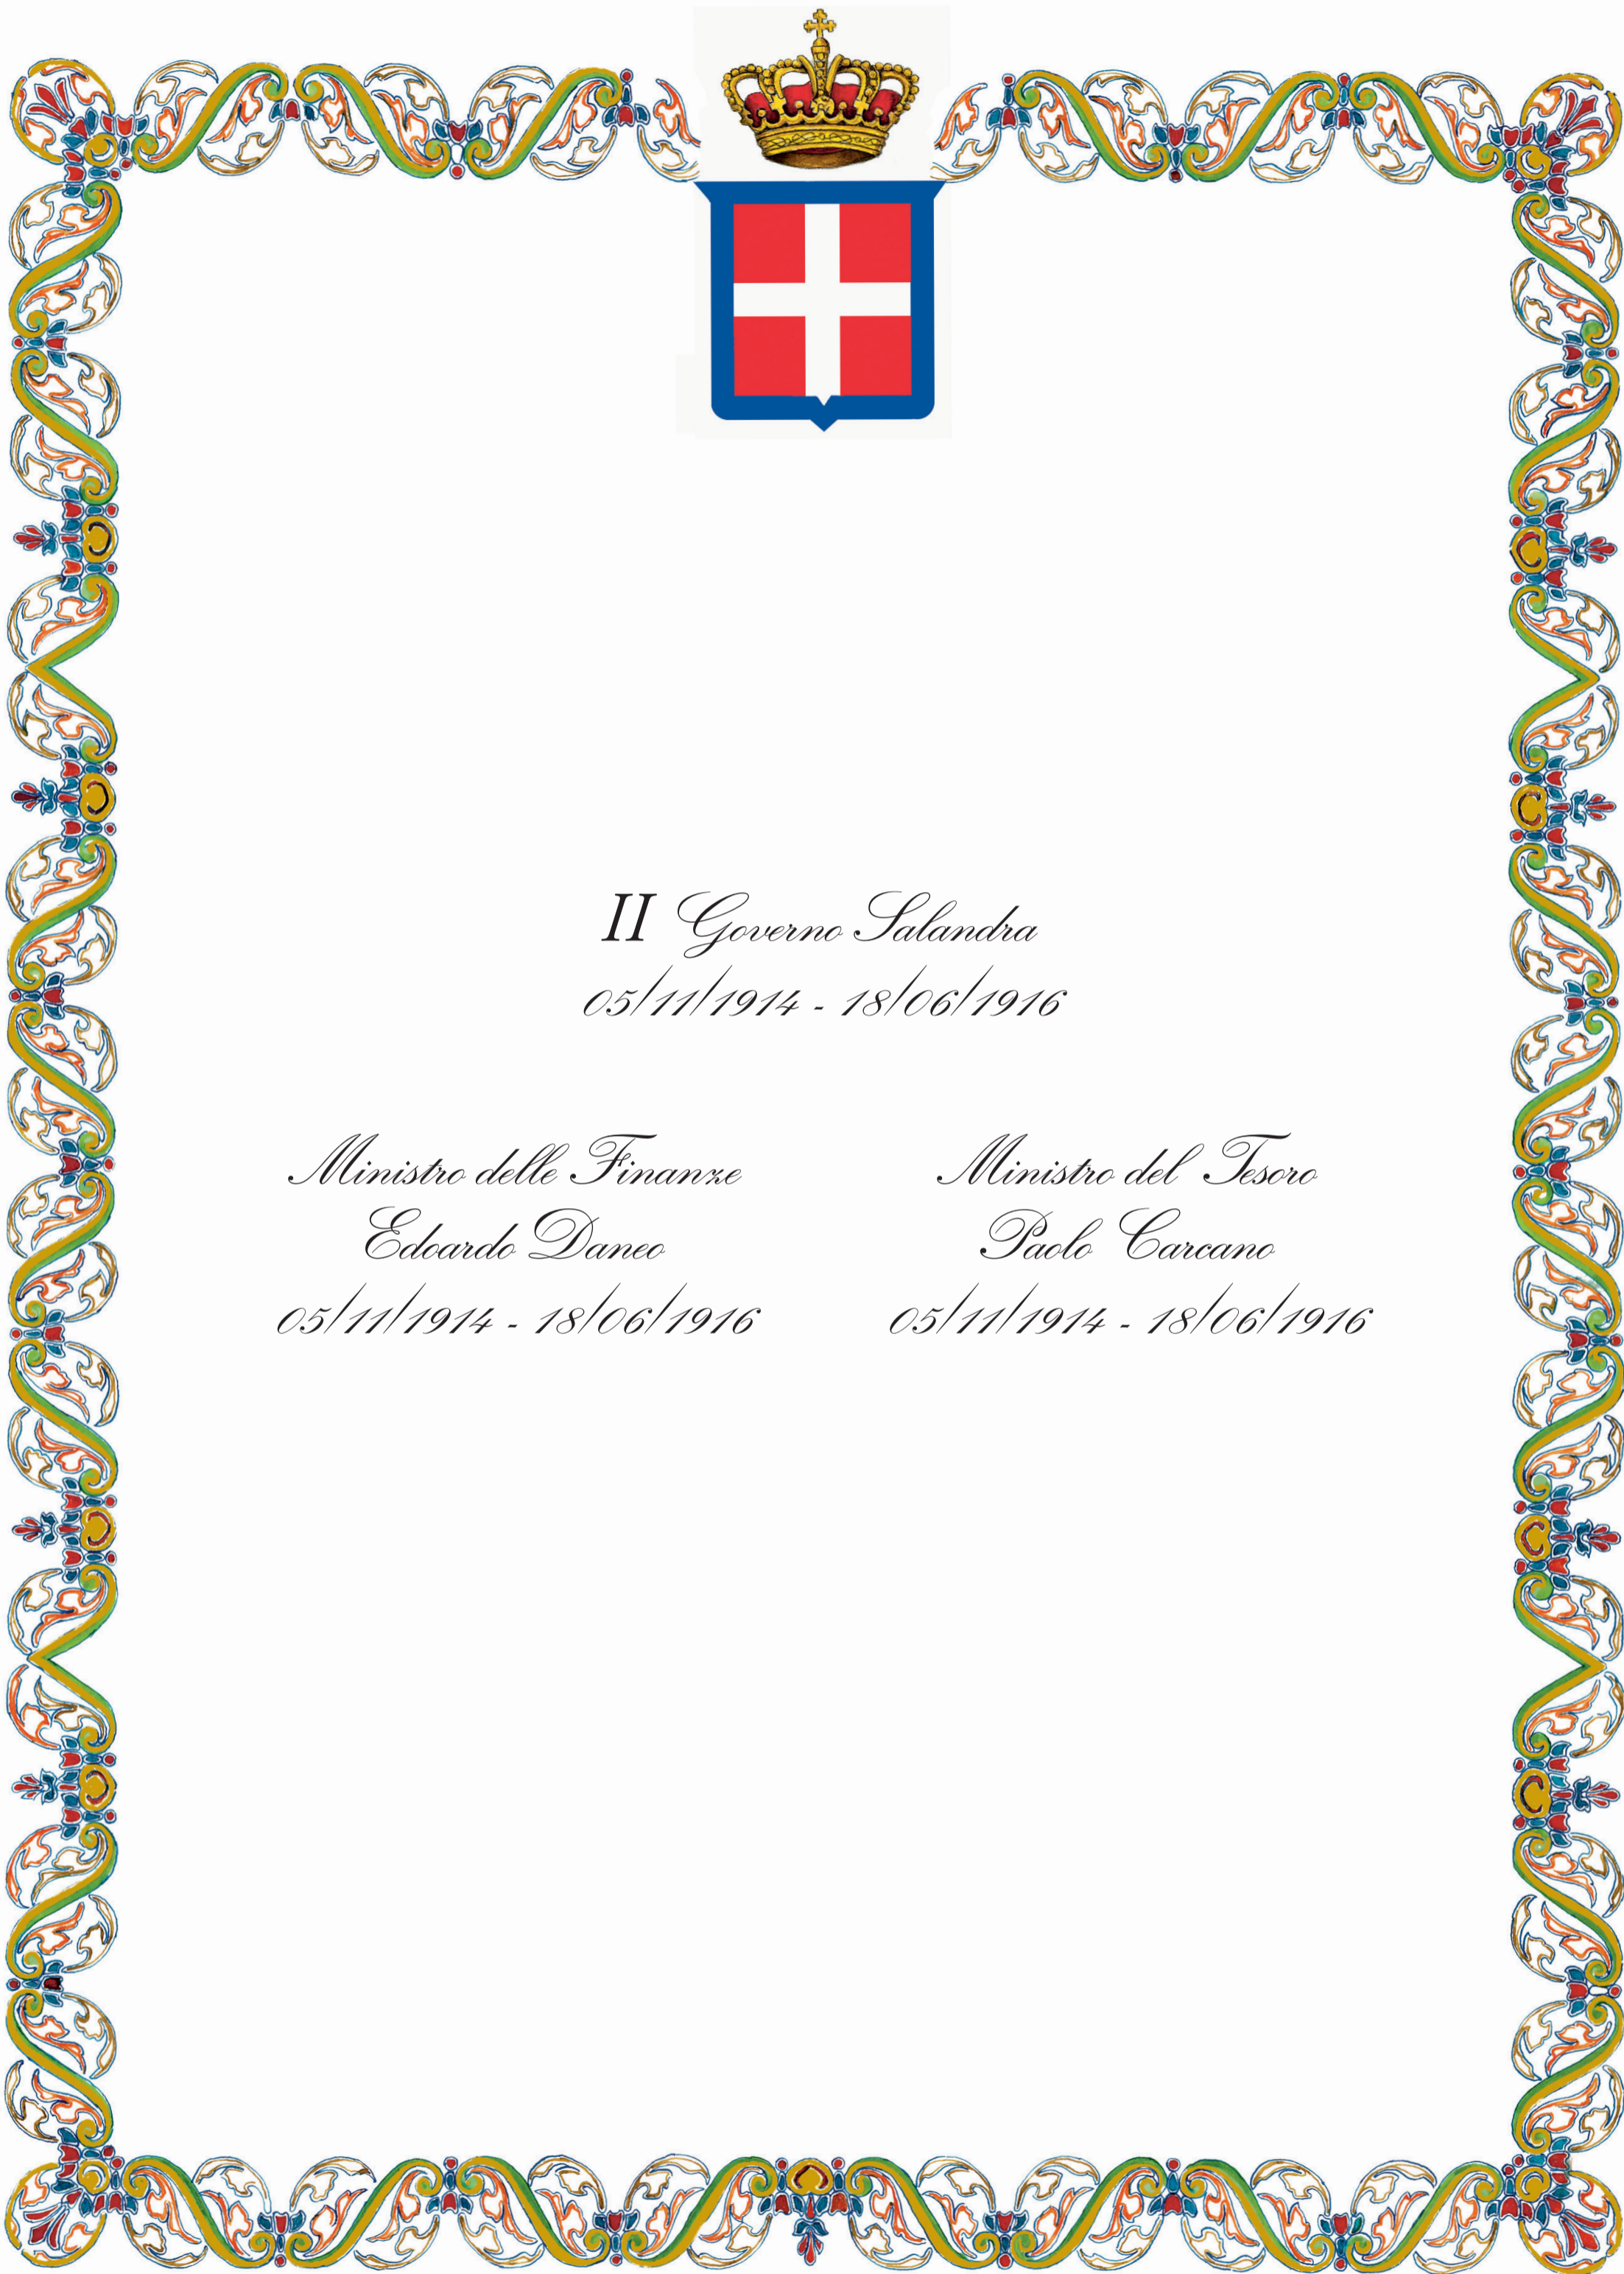 II Governo Salandra
05/11/1914 - 18/06/1916
Ministro delle Finanze
Edoardo Daneo
05/11/1914 - 18/06/1916
Ministro del Tesoro
Paolo Carcano
05/11/1914 - 18/06/1916